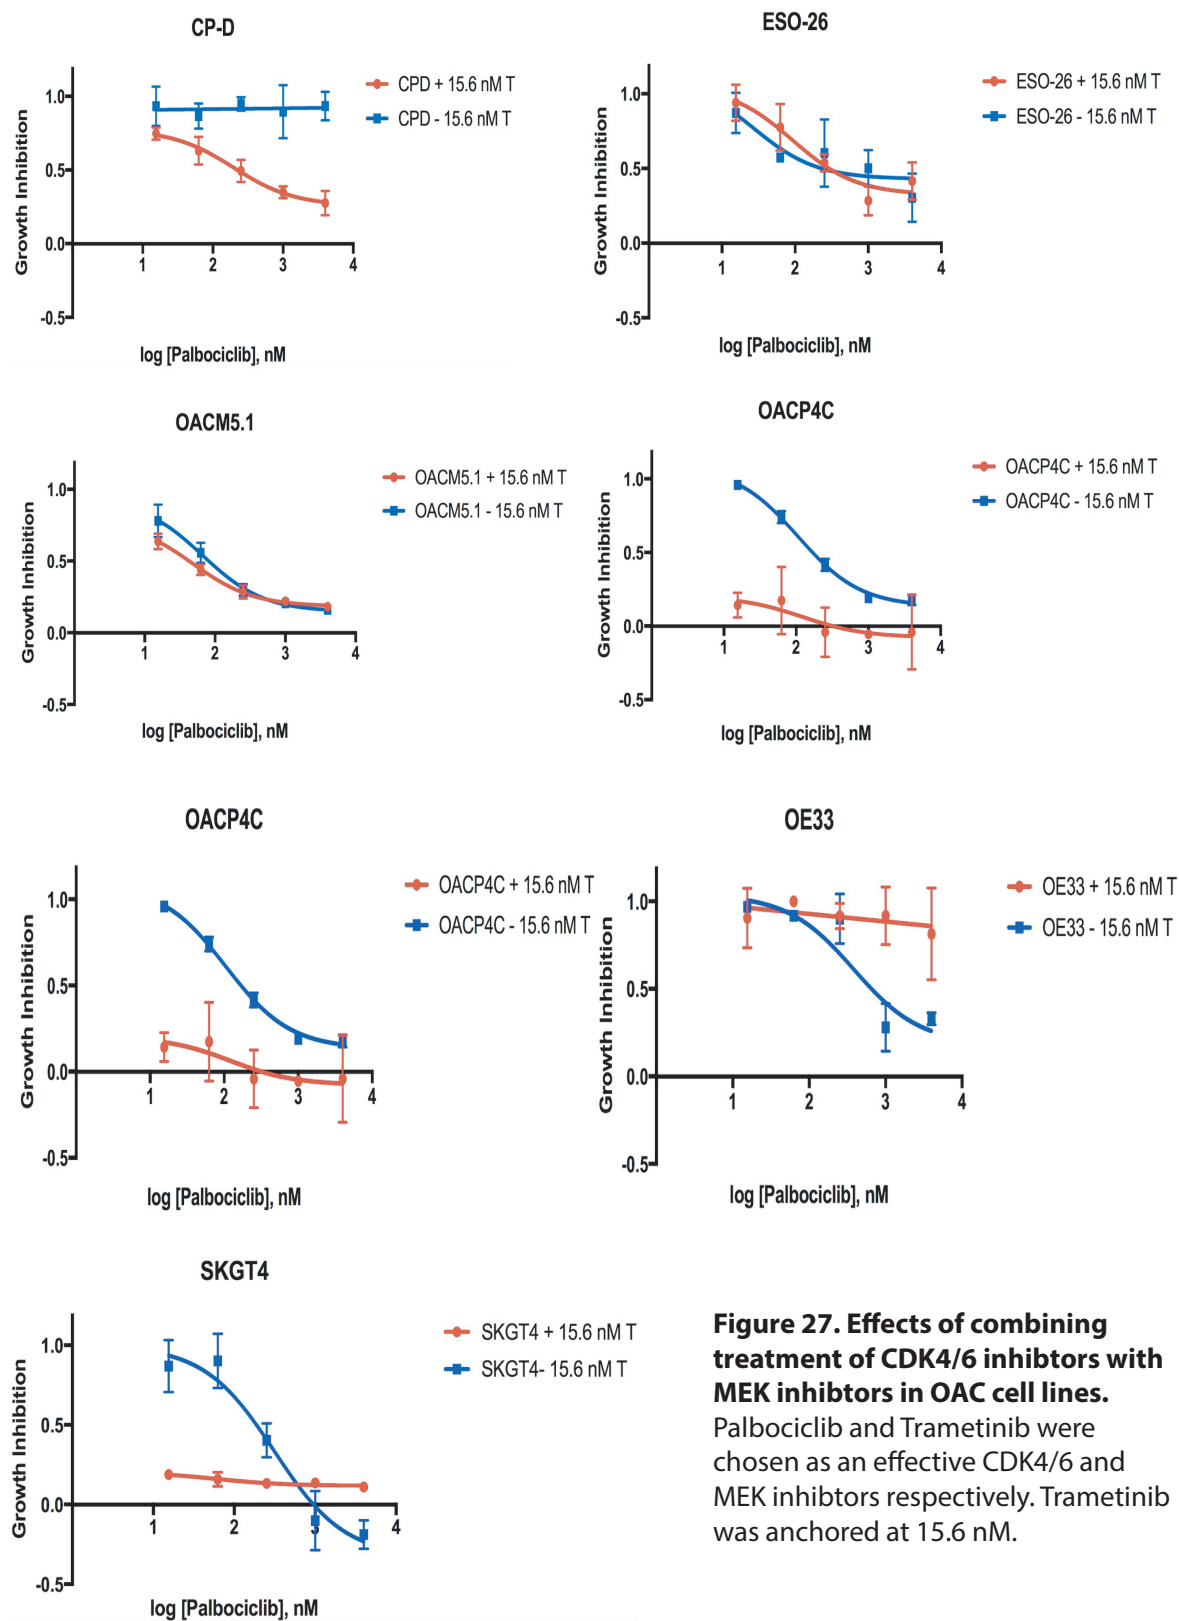 CP-D
CPD + 15.6 nM T
CPD - 15.6 nM T
Growth Inhibition
1.0
0.5
0.0
-0.5
1 2 3 4
log [Palbociclib], nM
ESO-26
ESO-26 + 15.6 nM T
ESO-26 - 15.6 nM T
Growth Inhibition
1.0
0.5
0.0
-0.5
1 2 3 4
log [Palbociclib], nM
OACM5.1
OACM5.1 + 15.6 nM T
OACM5.1 - 15.6 nM T
Growth Inhibition
1.0
0.5
0.0
-0.5
1 2 3 4
log [Palbociclib], nM
OACP4C
OACP4C + 15.6 nM T
OACP4C - 15.6 nM T
Growth Inhibition
1.0
0.5
0.0
-0.5
1 2 3 4
log [Palbociclib], nM
OACP4C
OACP4C + 15.6 nM T
OACP4C - 15.6 nM T
Growth Inhibition
1.0
0.5
0.0
-0.5
1 2 3 4
log [Palbociclib], nM
OE33
OE33 + 15.6 nM T
OE33 - 15.6 nM T
Growth Inhibition
1.0
0.5
0.0
-0.5
1 2 3 4
log [Palbociclib], nM
SKGT4
SKGT4 + 15.6 nM T
SKGT4- 15.6 nM T
Growth Inhibition
1.0
0.5
0.0
-0.5
1 2 3 4
log [Palbociclib], nM
Figure 27. Effects of combining
treatment of CDK4/6 inhibtors with
MEK inhibtors in OAC cell lines.
Palbociclib and Trametinib were
chosen as an effective CDK4/6 and
MEK inhibtors respectively. Trametinib
was anchored at 15.6 nM.